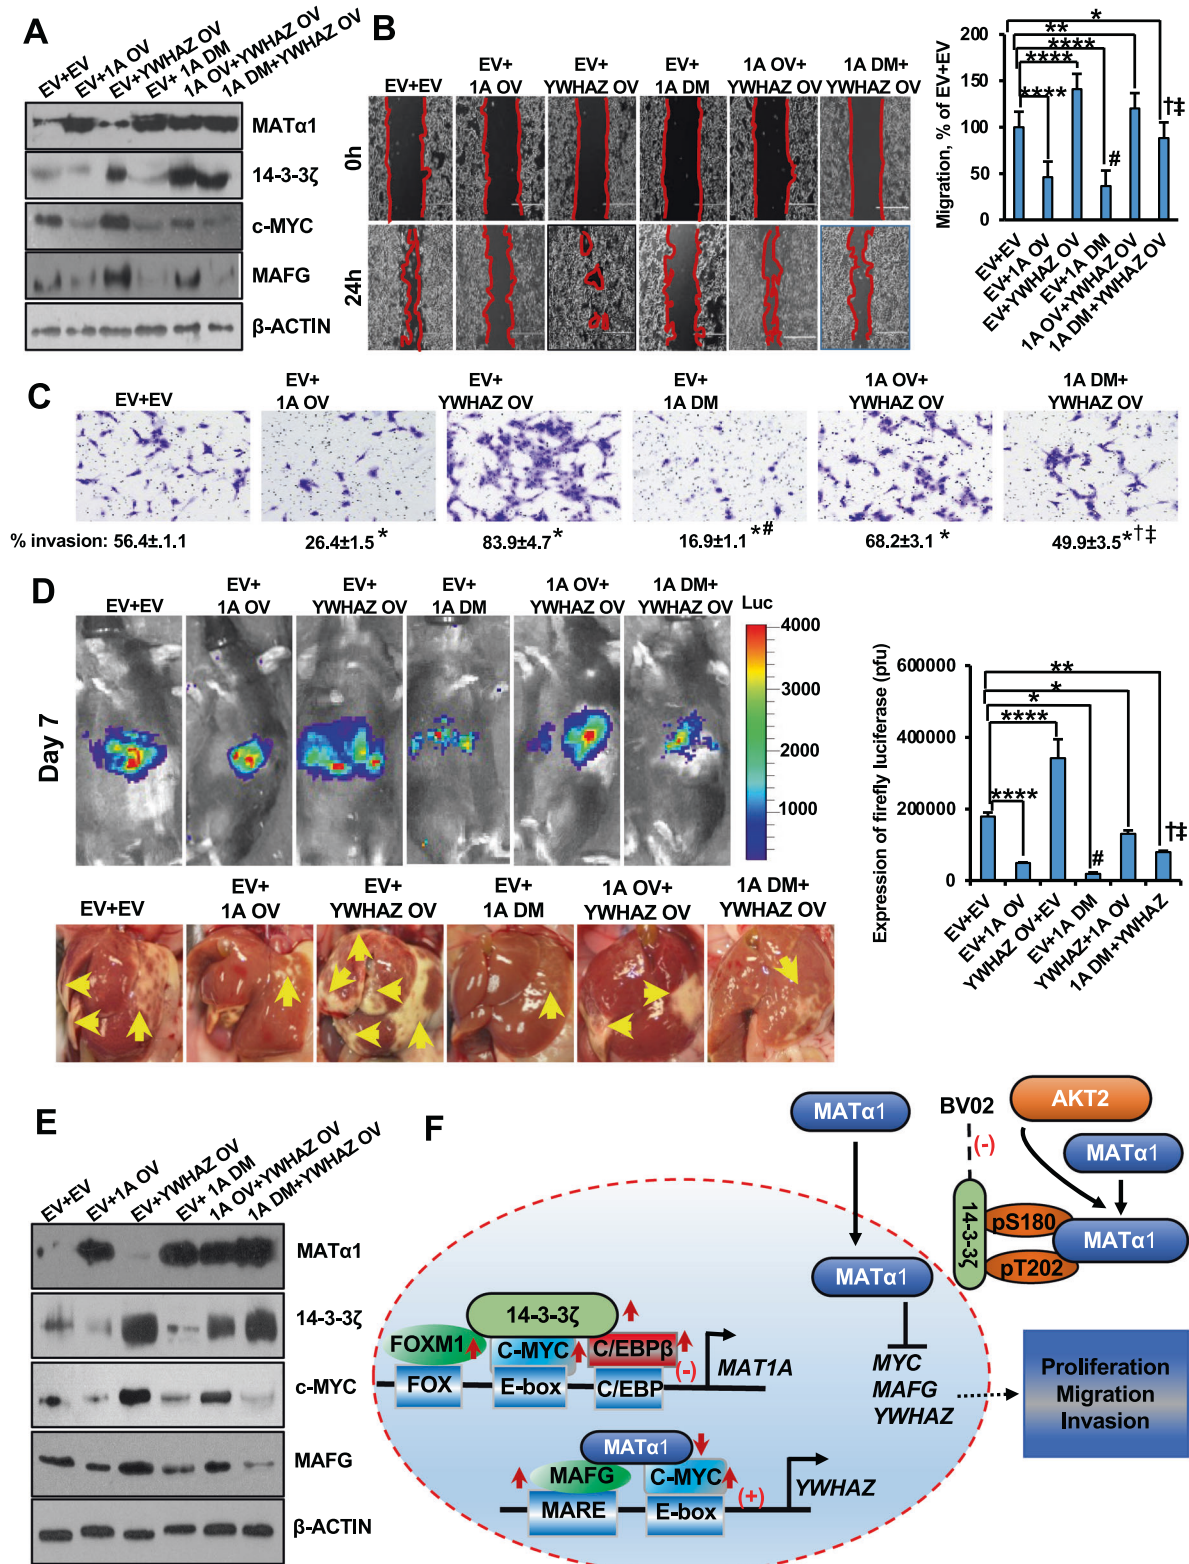 A
EV+EV
EV+1A OV
EV+YWHAZ OV
EV+ 1A DM
1A OV+YWHAZ OV
1A DM+YWHAZ OV
MATα1
14-3-3ζ
c-MYC
MAFG
β-ACTIN
B
EV+EV
EV+
1A OV
EV+
YWHAZ OV
EV+
1A DM
1A OV+
YWHAZ OV
1A DM+
YWHAZ OV
0h
24h
Migration, % of EV+EV
200
150
100
50
0
*
**
****
****
****
#
†‡
EV+EV
EV+1A OV
EV+YWHAZ OV
EV+1A DM
1A OV+YWHAZ OV
1A DM+YWHAZ OV
C
EV+EV
EV+
1A OV
EV+
YWHAZ OV
EV+
1A DM
1A OV+
YWHAZ OV
1A DM+
YWHAZ OV
% invasion: 56.4±.1.1 26.4±1.5 * 83.9±4.7 * 16.9±1.1 *# 68.2±3.1 * 49.9±3.5 *†‡
D
EV+EV
EV+
1A OV
EV+
YWHAZ OV
EV+
1A DM
1A OV+
YWHAZ OV
1A DM+
YWHAZ OV
Luc
4000
3000
2000
1000
Day 7
EV+EV
EV+
1A OV
EV+
YWHAZ OV
EV+
1A DM
1A OV+
YWHAZ OV
1A DM+
YWHAZ OV
Expression of firefly luciferase (pfu)
600000
400000
200000
0
**
*
*
****
****
#
†‡
EV+EV
EV+1A OV
YWHAZ OV+EV
EV+1A DM
YWHAZ+1A OV
1A DM+YWHAZ
E
EV+EV
EV+1A OV
EV+YWHAZ OV
EV+ 1A DM
1A OV+YWHAZ OV
1A DM+YWHAZ OV
MATα1
14-3-3ζ
c-MYC
MAFG
β-ACTIN
F
MATα1
BV02
(-)
AKT2
MATα1
14-3-3ζ
pS180
pT202
MATα1
MATα1
14-3-3ζ
FOXM1
C-MYC
C/EBPβ
(-)
FOX
E-box
C/EBP
MAT1A
MYC
MAFG
YWHAZ
Proliferation
Migration
Invasion
MATα1
MAFG
C-MYC
(+)
MARE
E-box
YWHAZ